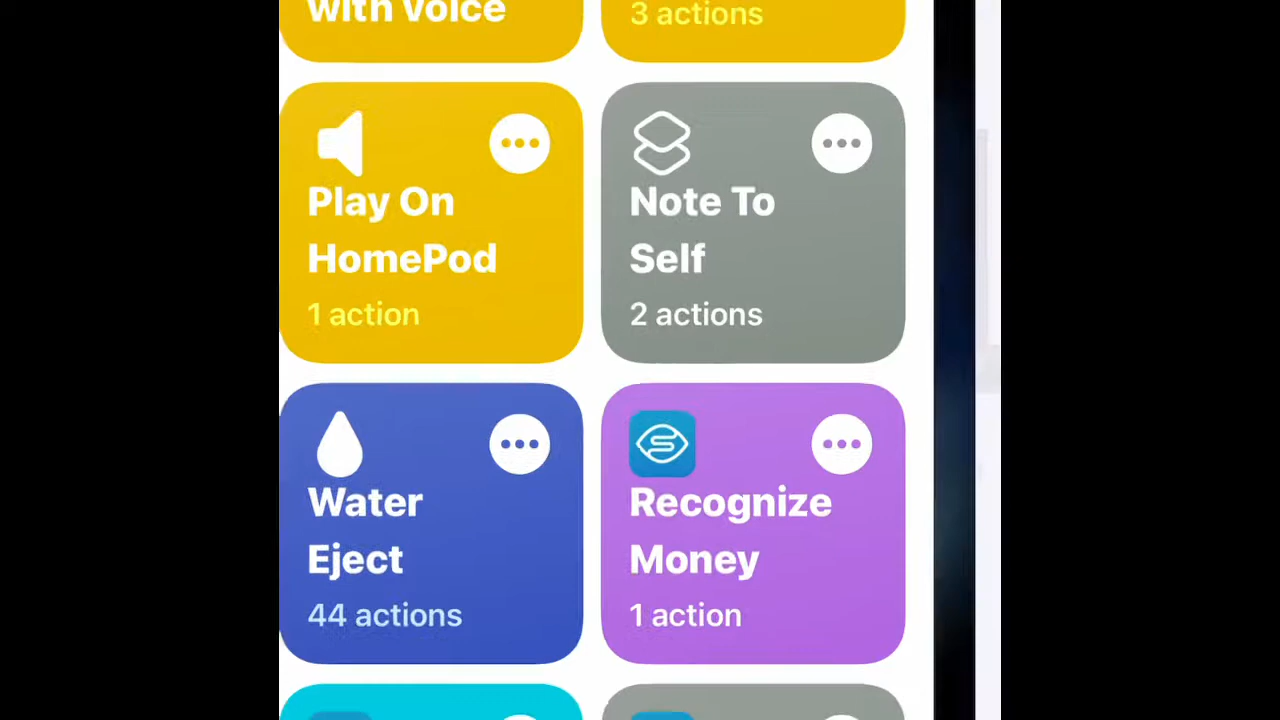 with voice
3 actions
Play On
HomePod
1 action
Note To
Self
2 actions
Water
Eject
44 actions
Recognize
Money
1 action